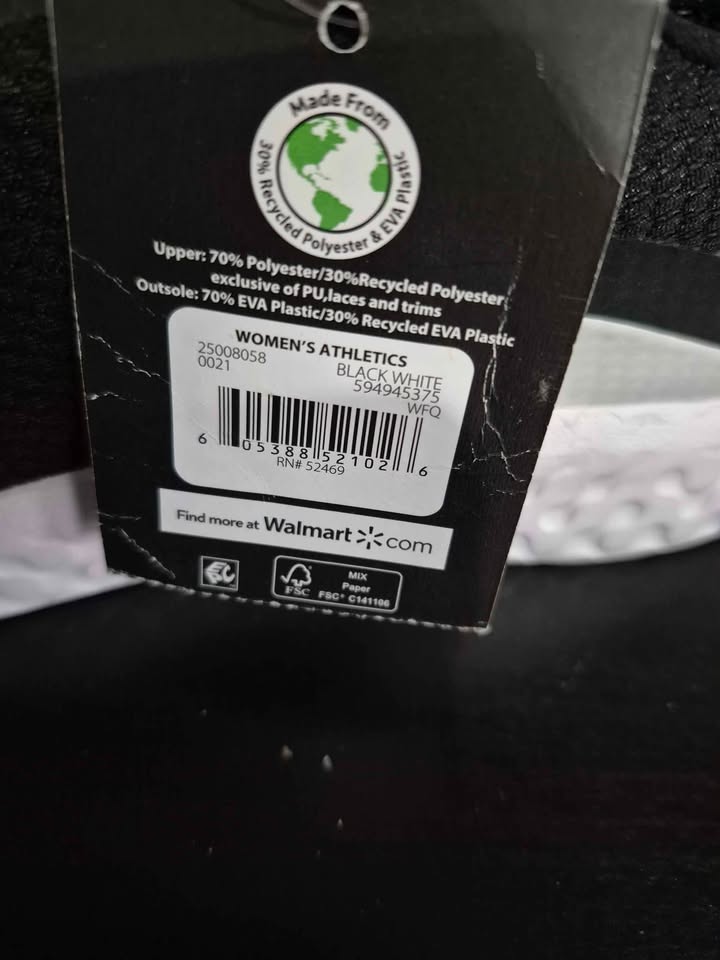 Made From
30% Recycled Polyester & EVA Plastic
Upper: 70% Polyester/30%Recycled Polyester
exclusive of PU,laces and trims
Outsole: 70% EVA Plastic/30% Recycled EVA Plastic
WOMEN'S ATHLETICS
25008058 BLACK WHITE
0021 594945375
WFQ
6 05388 52102 6
RN# 52469
Find more at Walmart com
FSC MIX
Paper
FSC® C141106